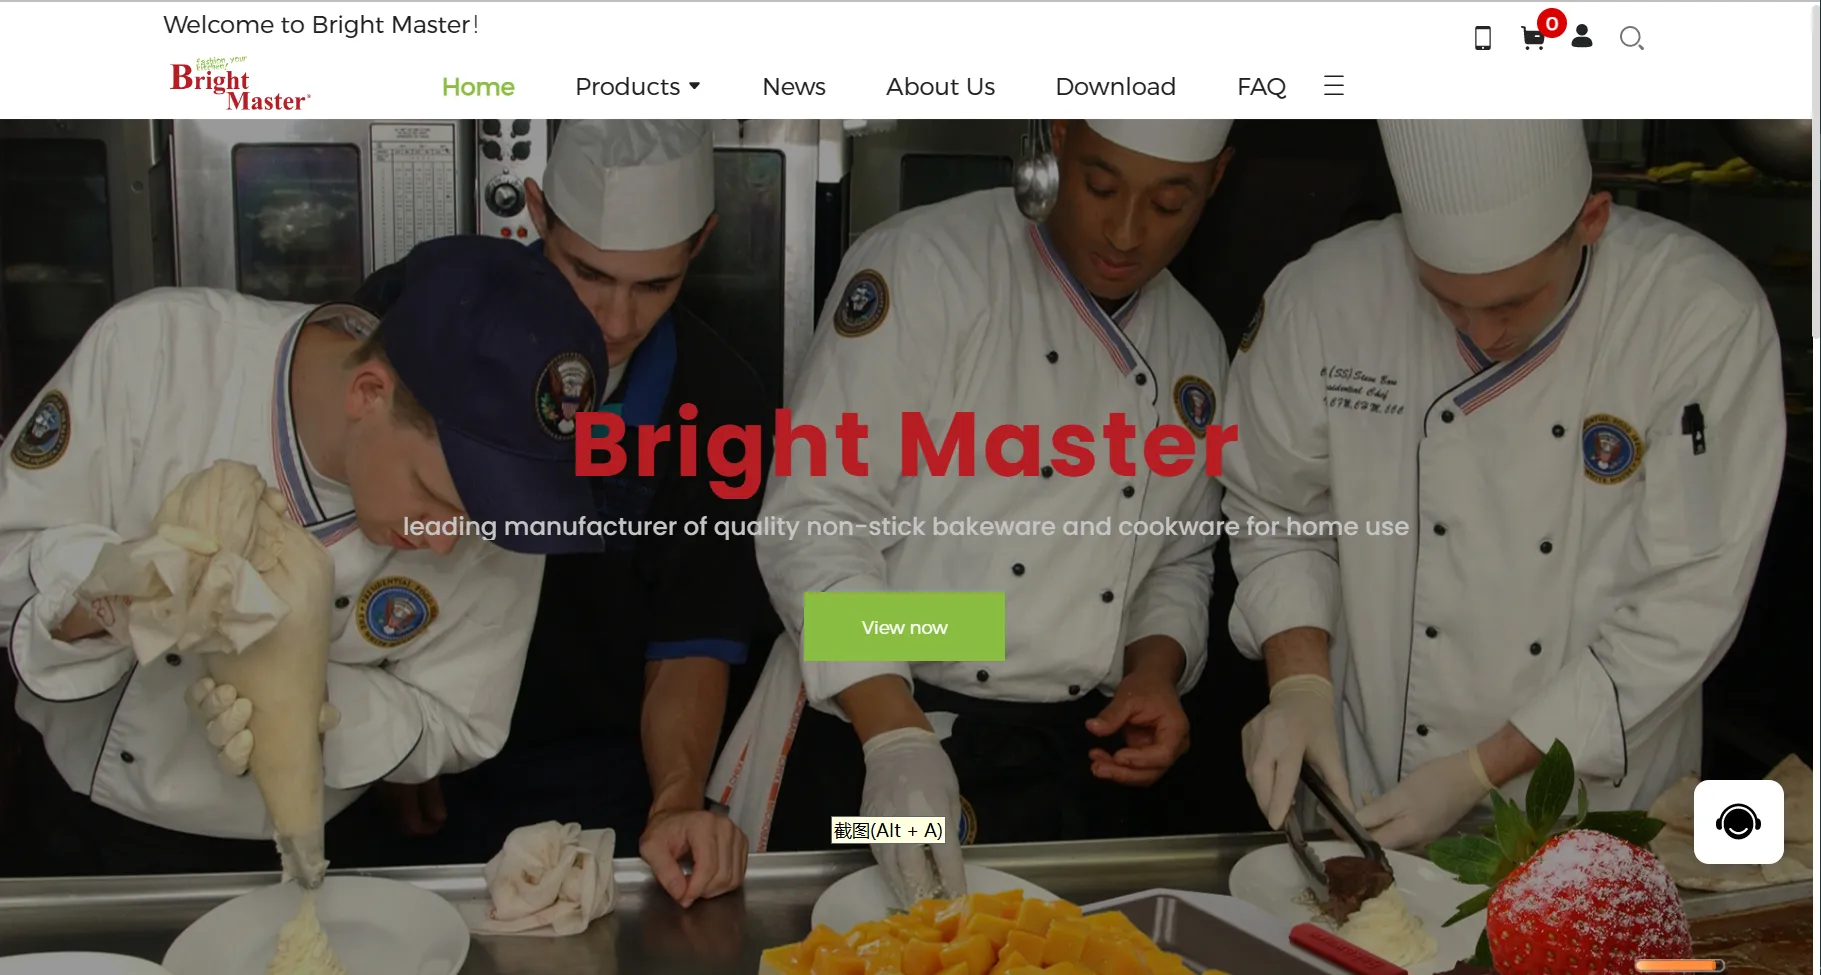 Welcome to Bright Master!
0
fashion your
kitchen!
Bright
Master
Home
Products
News
About Us
Download
FAQ
Bright Master
leading manufacturer of quality non-stick bakeware and cookware for home use
View now
截图(Alt + A)